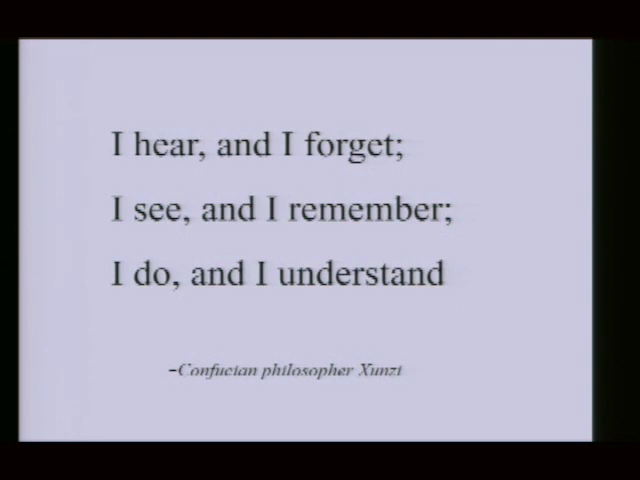 I hear, and I forget;
I see, and I remember;
I do, and I understand
-Confucian philosopher Xunzi